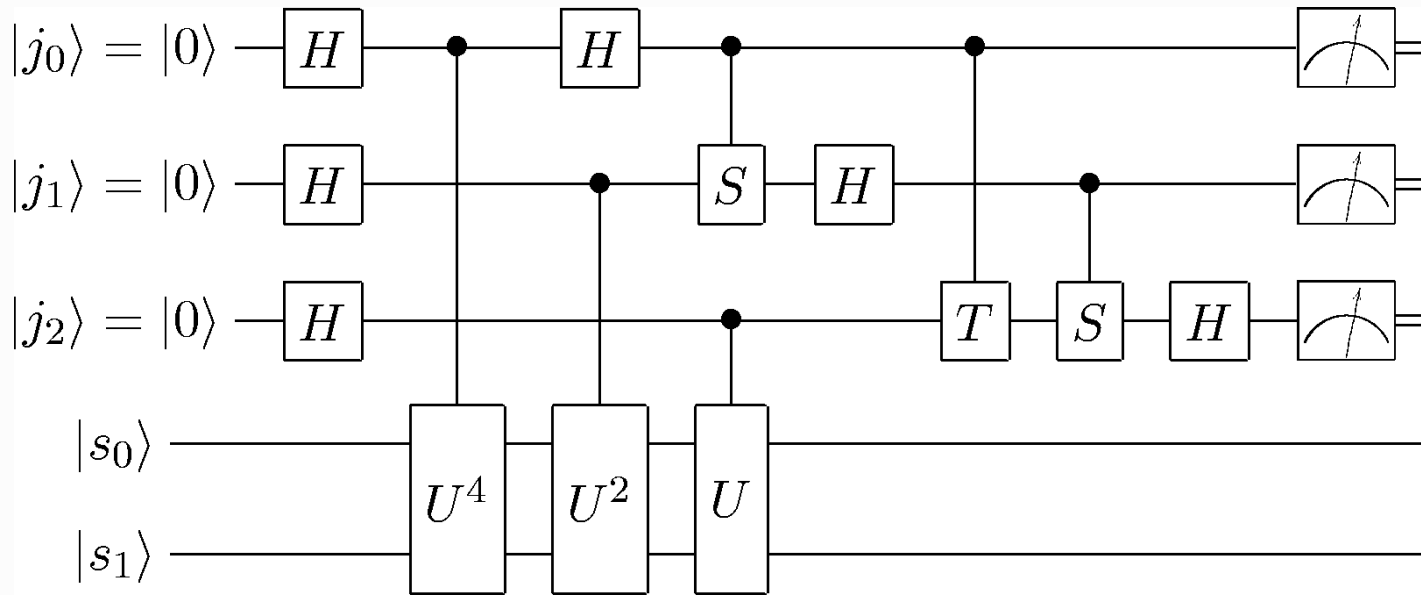 |j₀⟩ = |0⟩ H H
|j₁⟩ = |0⟩ H S H
|j₂⟩ = |0⟩ H T S H
|s₀⟩
U⁴ U² U
|s₁⟩